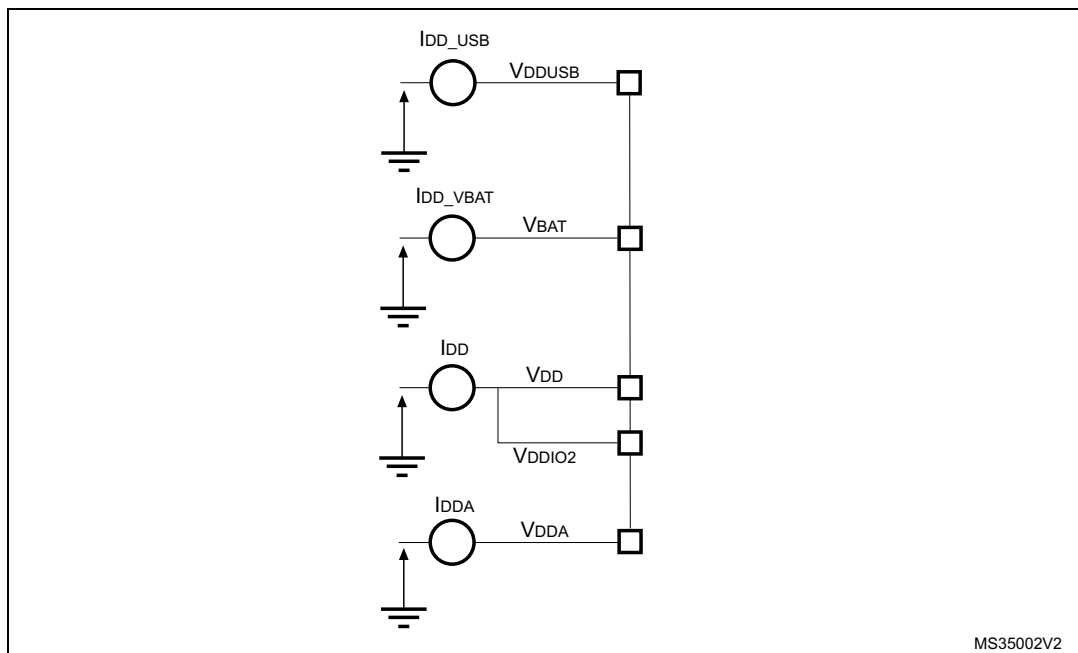 IDD_USB
VDDUSB
IDD_VBAT
VBAT
IDD
VDD
VDDIO2
IDDA
VDDA
MS35002V2